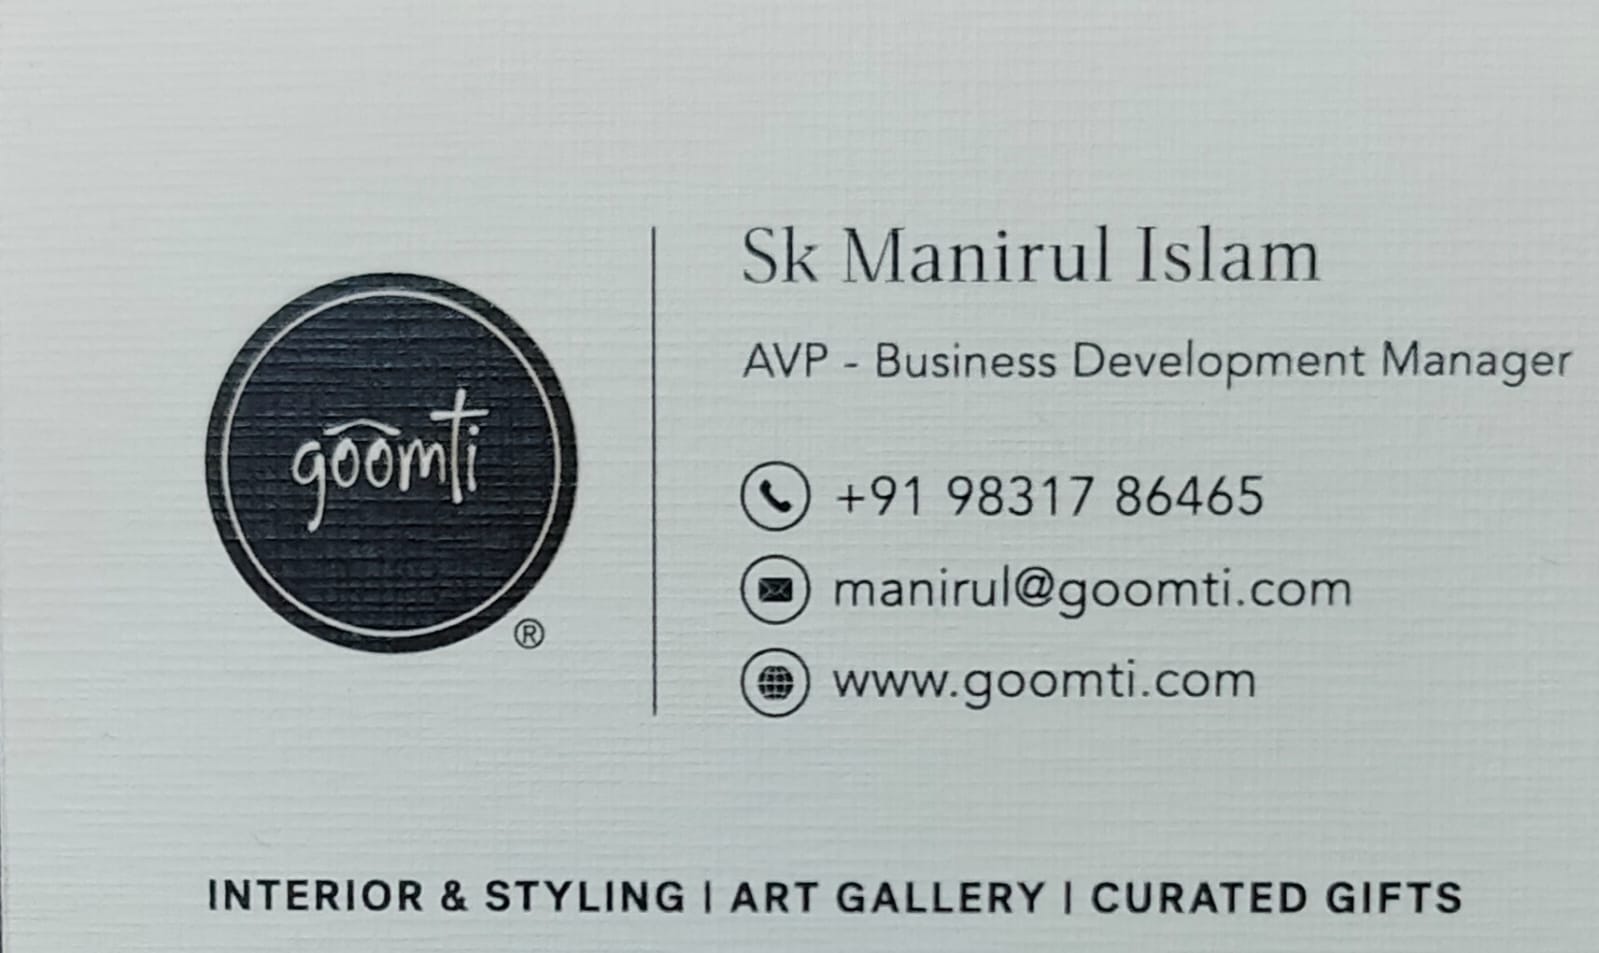 goomti
®
Sk Manirul Islam
AVP - Business Development Manager
+91 98317 86465
manirul@goomti.com
www.goomti.com
INTERIOR & STYLING | ART GALLERY | CURATED GIFTS